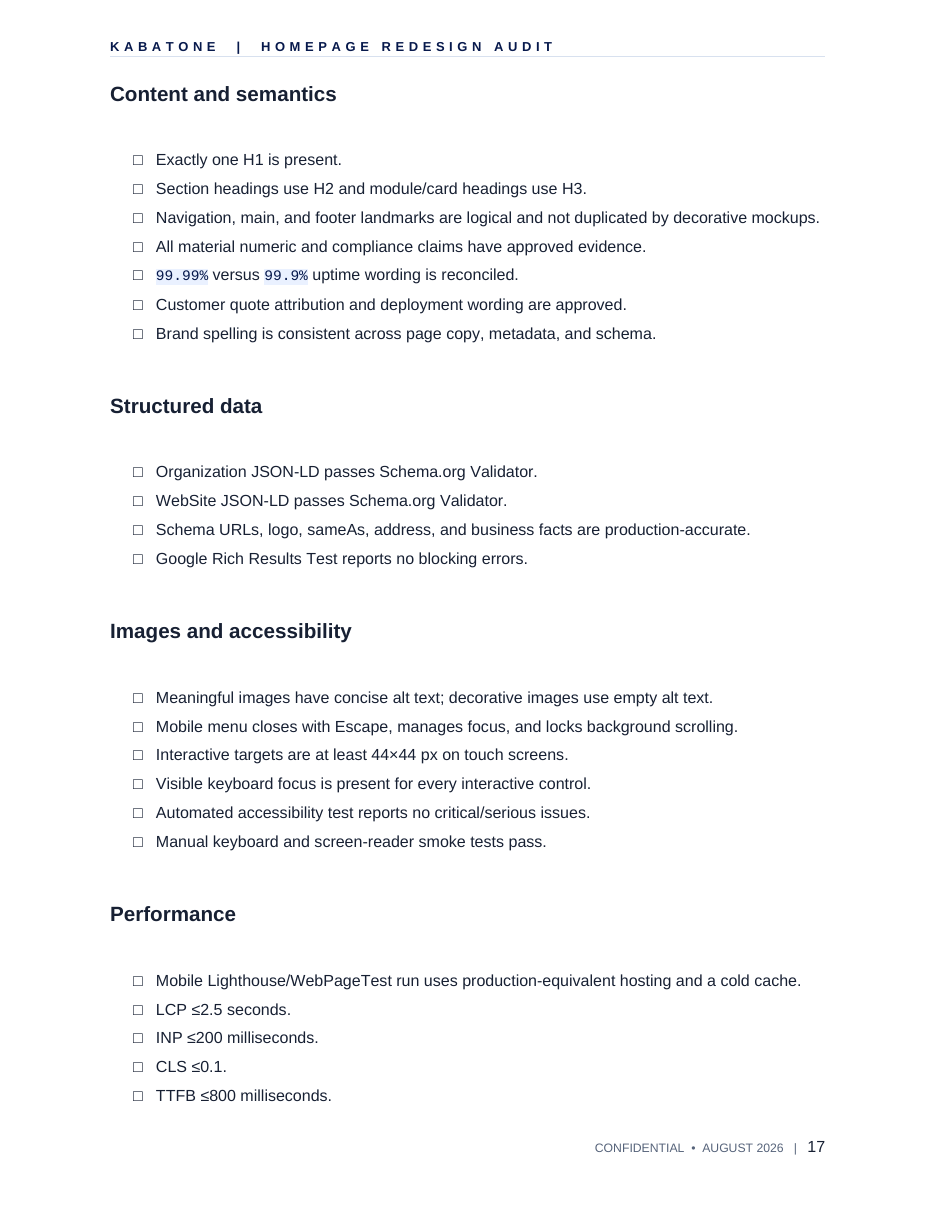 KABATONE | HOMEPAGE REDESIGN AUDIT
Content and semantics
□ Exactly one H1 is present.
□ Section headings use H2 and module/card headings use H3.
□ Navigation, main, and footer landmarks are logical and not duplicated by decorative mockups.
□ All material numeric and compliance claims have approved evidence.
□ 99.99% versus 99.9% uptime wording is reconciled.
□ Customer quote attribution and deployment wording are approved.
□ Brand spelling is consistent across page copy, metadata, and schema.
Structured data
□ Organization JSON-LD passes Schema.org Validator.
□ WebSite JSON-LD passes Schema.org Validator.
□ Schema URLs, logo, sameAs, address, and business facts are production-accurate.
□ Google Rich Results Test reports no blocking errors.
Images and accessibility
□ Meaningful images have concise alt text; decorative images use empty alt text.
□ Mobile menu closes with Escape, manages focus, and locks background scrolling.
□ Interactive targets are at least 44×44 px on touch screens.
□ Visible keyboard focus is present for every interactive control.
□ Automated accessibility test reports no critical/serious issues.
□ Manual keyboard and screen-reader smoke tests pass.
Performance
□ Mobile Lighthouse/WebPageTest run uses production-equivalent hosting and a cold cache.
□ LCP ≤2.5 seconds.
□ INP ≤200 milliseconds.
□ CLS ≤0.1.
□ TTFB ≤800 milliseconds.
CONFIDENTIAL • AUGUST 2026 | 17